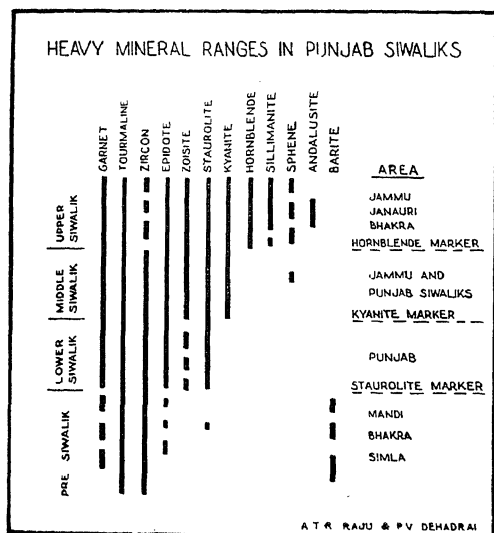 HEAVY MINERAL RANGES IN PUNJAB SIWALIKS
GARNET
TOURMALINE
ZIRCON
EPIDOTE
ZOISITE
STAUROLITE
KYANITE
HORNBLENDE
SILLIMANITE
SPHENE
ANDALUSITE
BARITE
AREA
UPPER
SIWALIK
JAMMU
JANAURI
BHAKRA
HORNBLENDE MARKER
MIDDLE
SIWALIK
JAMMU AND
PUNJAB SIWALIKS
KYANITE MARKER
LOWER
SIWALIK
PUNJAB
STAUROLITE MARKER
PRE SIWALIK
MANDI
BHAKRA
SIMLA
A T R RAJU & P V DEHADRAI